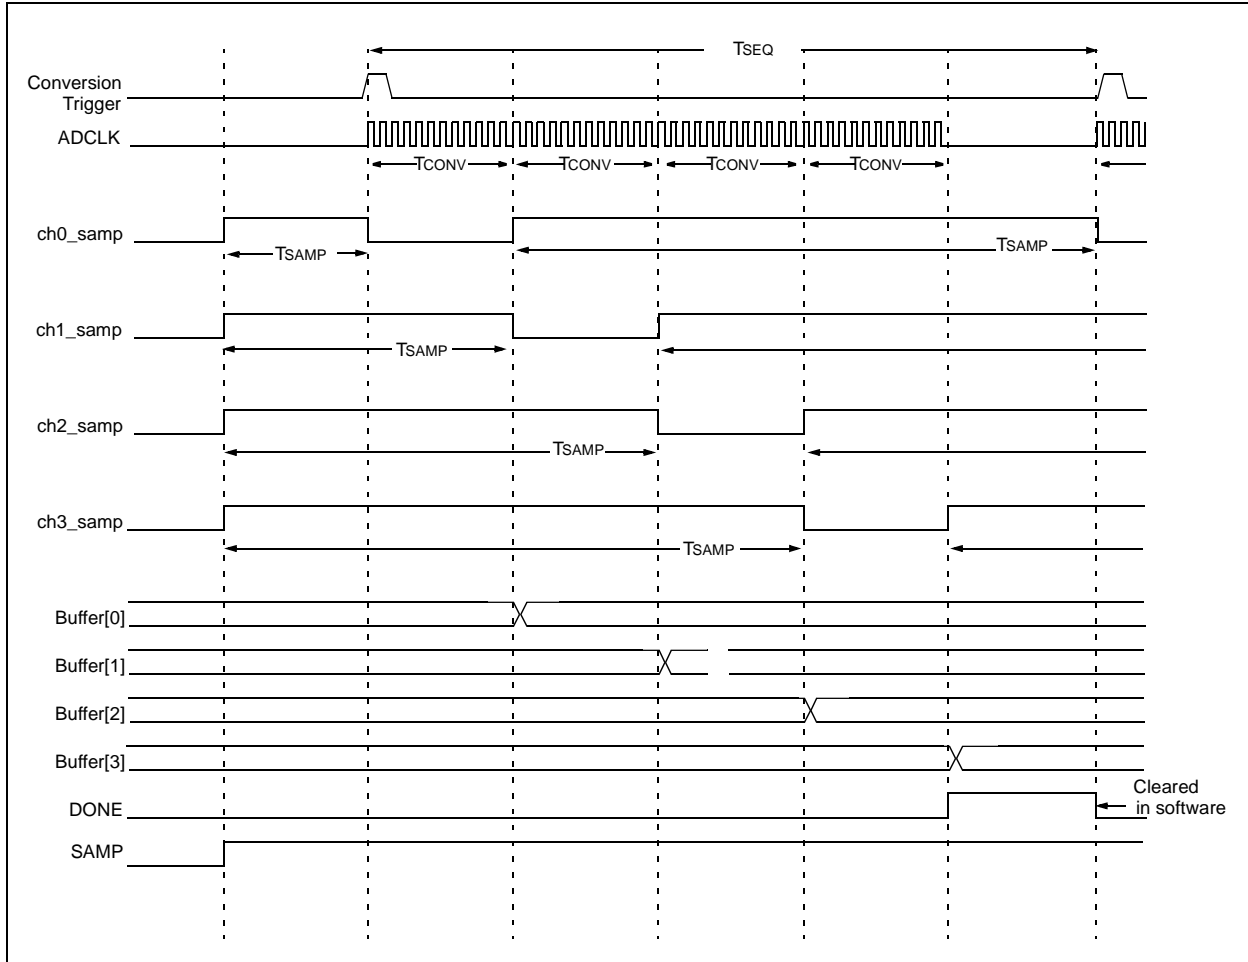 TSEQ
Conversion
Trigger
ADCLK
TCONV TCONV TCONV TCONV
ch0_samp
TSAMP TSAMP
ch1_samp
TSAMP
ch2_samp
TSAMP
ch3_samp
TSAMP
Buffer[0]
Buffer[1]
Buffer[2]
Buffer[3]
DONE
Cleared
in software
SAMP